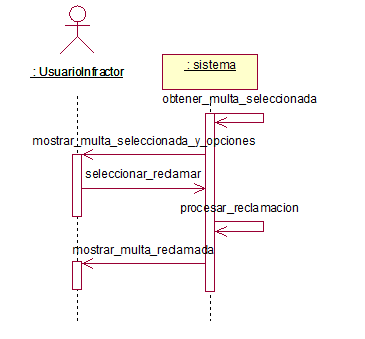 : UsuarioInfractor
: sistema
obtener_multa_seleccionada
mostrar_multa_seleccionada_y_opciones
seleccionar_reclamar
procesar_reclamacion
mostrar_multa_reclamada